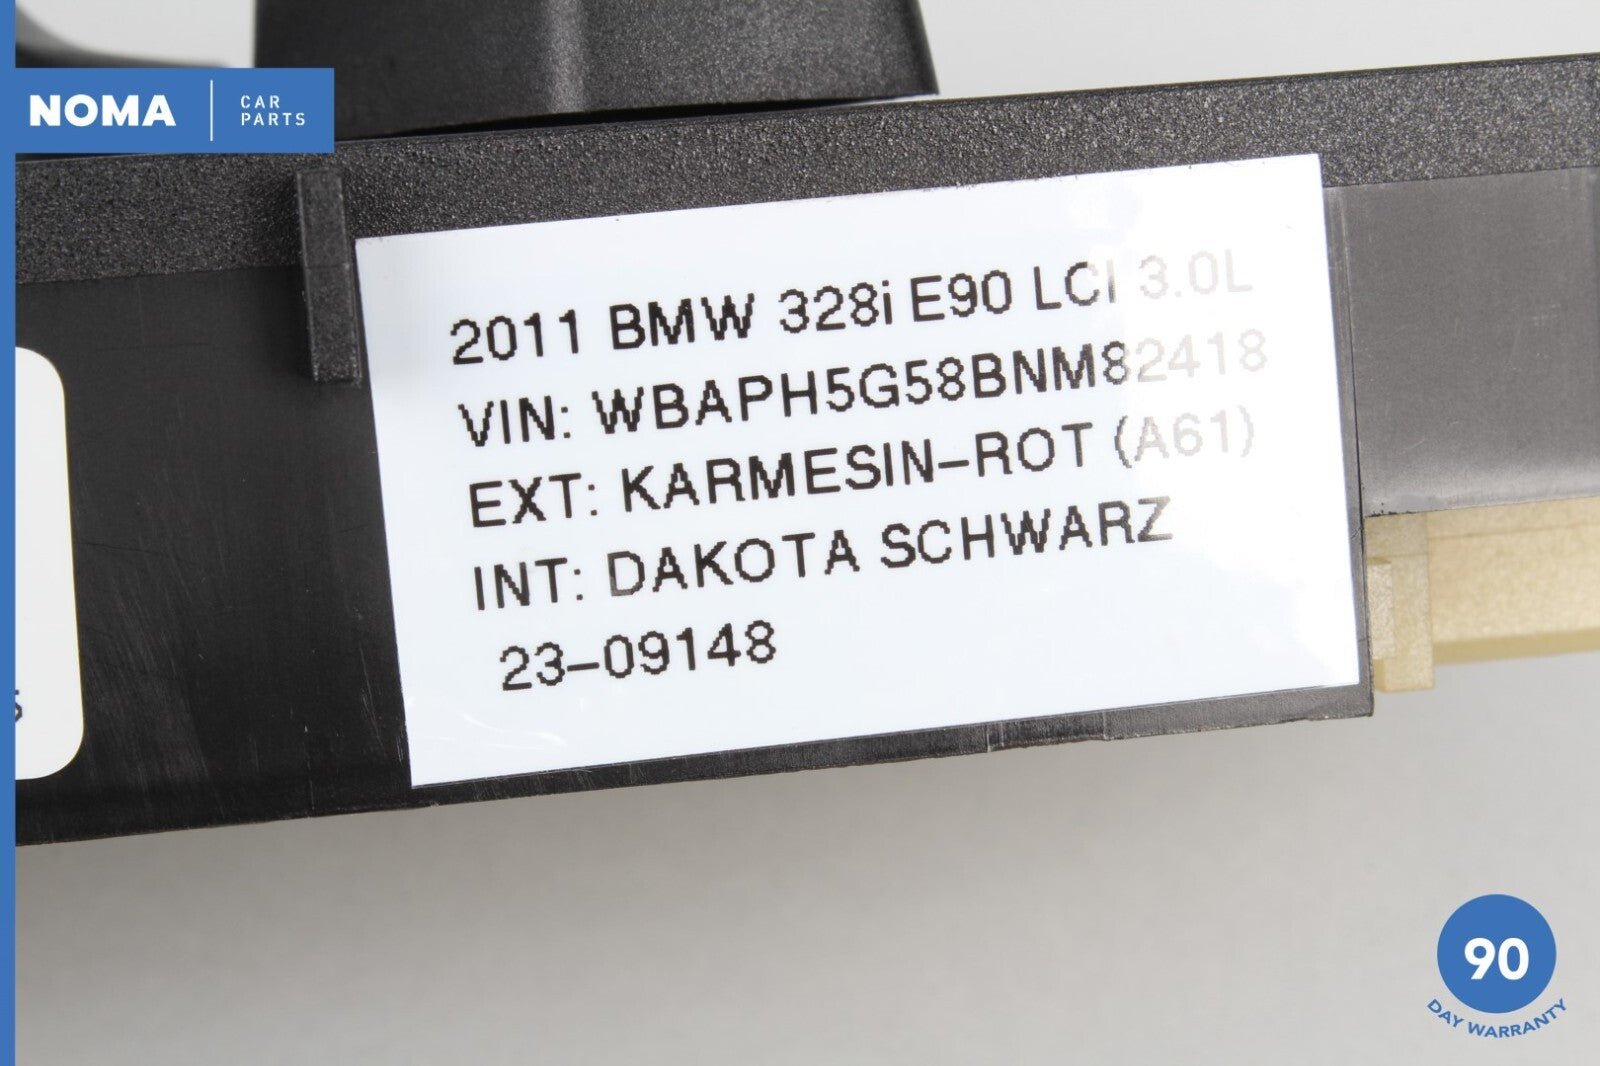 NOMA
CAR
PARTS
2011 BMW 328i E90 LCI 3.0L
VIN: WBAPH5G58BNM82418
EXT: KARMESIN-ROT (A61)
INT: DAKOTA SCHWARZ
23-09148
90
DAY WARRANTY